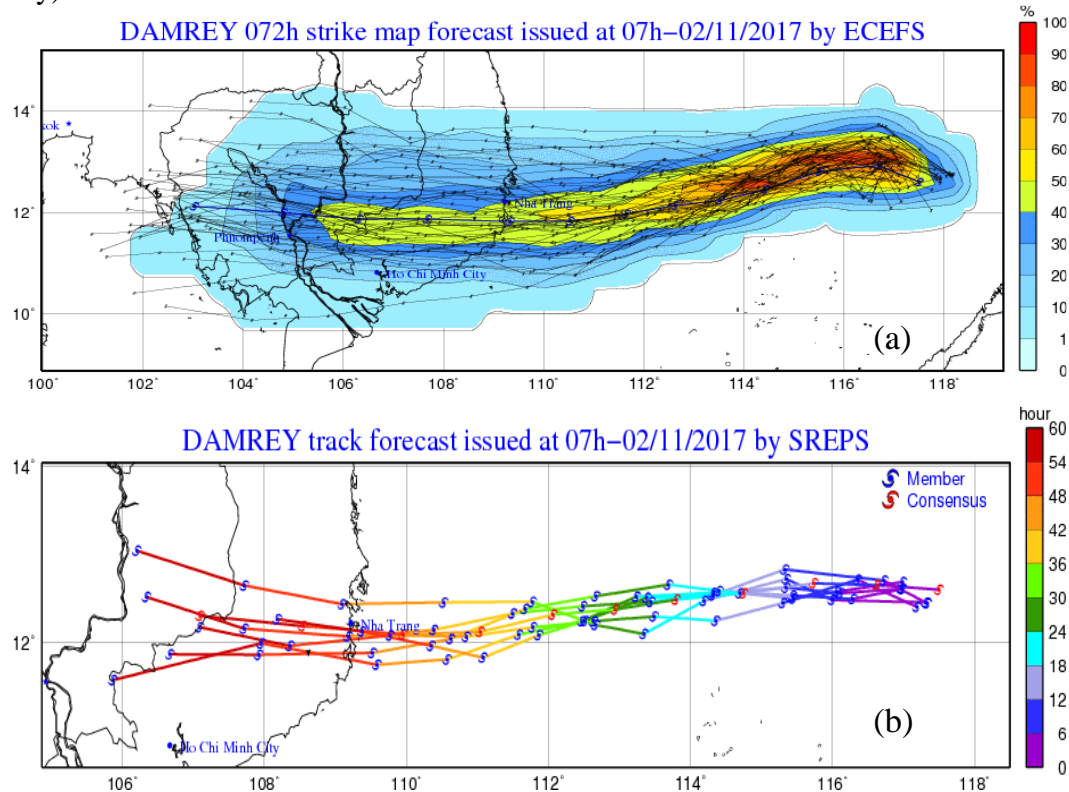 y,
DAMREY 072h strike map forecast issued at 07h−02/11/2017 by ECEFS
%
100
90
80
70
60
50
40
30
20
10
1
0
14°
12°
10°
kok
Nha Trang
Phnompenh
Ho Chi Minh City
(a)
100° 102° 104° 106° 108° 110° 112° 114° 116° 118°
DAMREY track forecast issued at 07h−02/11/2017 by SREPS
hour
60
54
48
42
36
30
24
18
12
6
0
14°
12°
Member
Consensus
Nha Trang
Ho Chi Minh City
(b)
106° 108° 110° 112° 114° 116° 118°